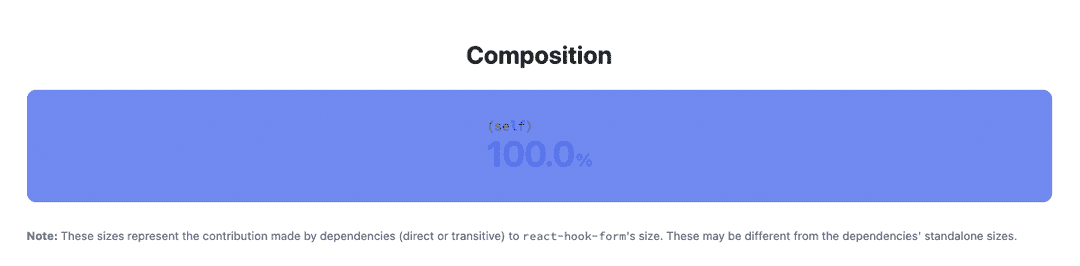 Composition
(self)
100.0%
Note: These sizes represent the contribution made by dependencies (direct or transitive) to react-hook-form's size. These may be different from the dependencies' standalone sizes.